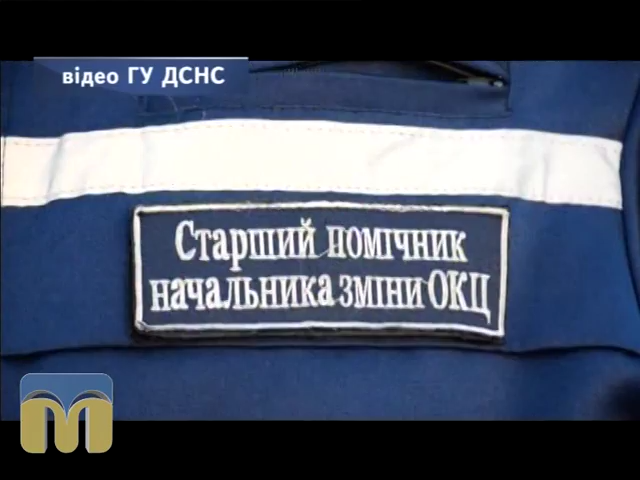 відео ГУ ДСНС
Старший помічник
начальника зміни ОКЦ
М